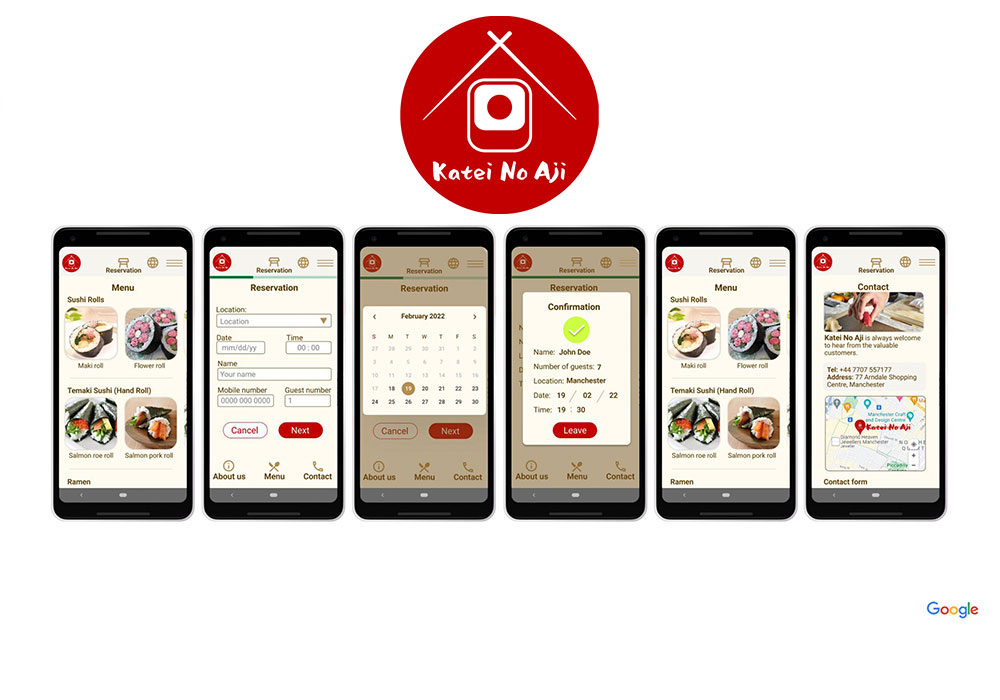 Katei No Aji
Reservation
Menu
Sushi Rolls
Maki roll
Flower roll
Temaki Sushi (Hand Roll)
Salmon roe roll
Salmon pork roll
Ramen
Reservation
Reservation
Location:
Location
Date
Time
mm/dd/yy
00 : 00
Name
Your name
Mobile number
Guest number
0000 000 0000
1
Cancel
Next
About us
Menu
Contact
Reservation
Reservation
February 2022
S M T W T F S
27 28 29 30 31 1 2
3 4 5 6 7 8 9
10 11 12 13 14 15 16
17 18 19 20 21 22 23
24 25 26 27 28 29 30
Cancel
Next
About us
Menu
Contact
Reservation
Reservation
Confirmation
Name: John Doe
Number of guests: 7
Location: Manchester
Date: 19 / 02 / 22
Time: 19 : 30
Leave
About us
Menu
Contact
Reservation
Menu
Sushi Rolls
Maki roll
Flower roll
Temaki Sushi (Hand Roll)
Salmon roe roll
Salmon pork roll
Ramen
Reservation
Contact
Katei No Aji is always welcome
to hear from the valuable
customers.
Tel: +44 7707 557177
Address: 77 Arndale Shopping
Centre, Manchester
Manchester Craft
and Design Centre
Katei No Aji
Diamond Heaven
Jewellers Manchester
Piccadilly
Contact form
Google